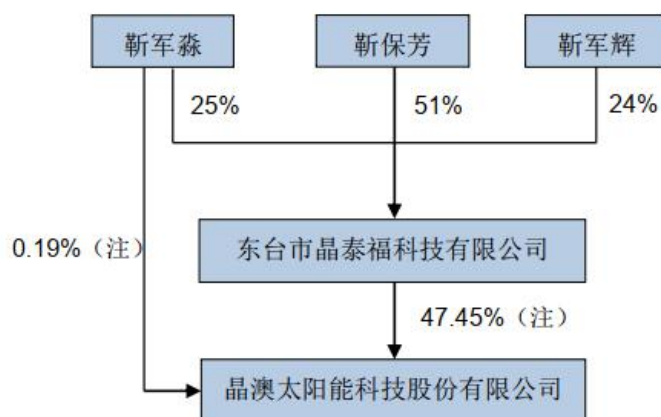 靳军淼
靳保芳
靳军辉
25%
51%
24%
0.19%（注）
东台市晶泰福科技有限公司
47.45%（注）
晶澳太阳能科技股份有限公司